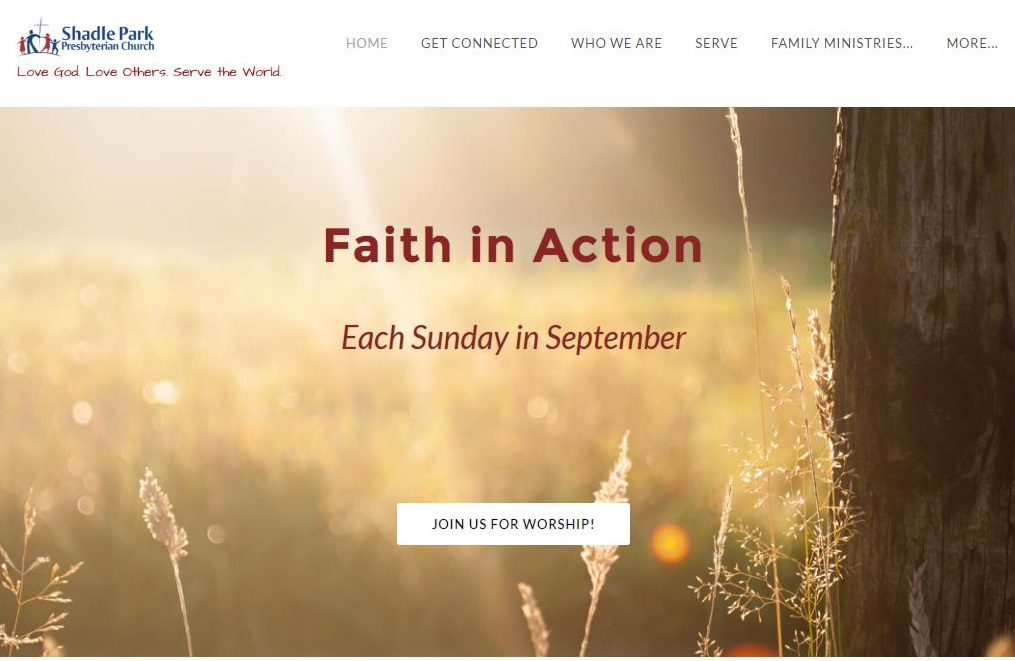 Shadle Park
Presbyterian Church
Love God. Love Others. Serve the World.
HOME GET CONNECTED WHO WE ARE SERVE FAMILY MINISTRIES... MORE...
Faith in Action
Each Sunday in September
JOIN US FOR WORSHIP!